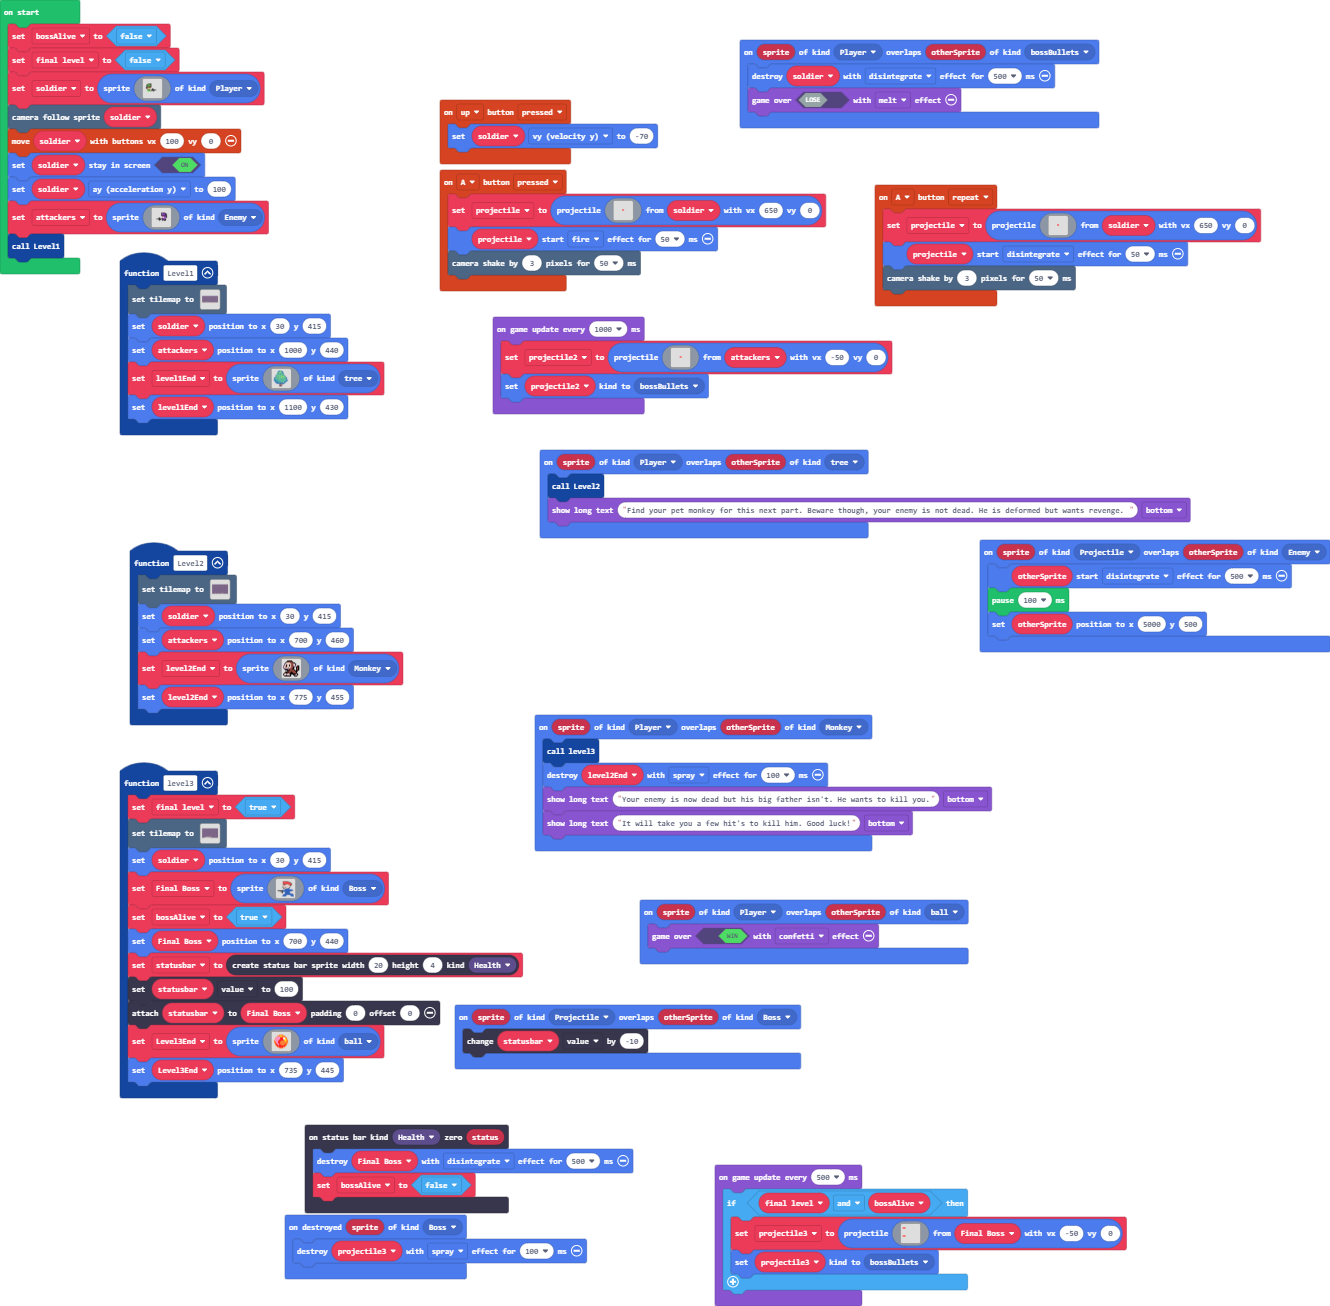 on start
set bossAlive to false
set final level to false
set soldier to sprite of kind Player
camera follow sprite soldier
move soldier with buttons vx 100 vy 0
set soldier stay in screen ON
set soldier ay (acceleration y) to 100
set attackers to sprite of kind Enemy
call Level1
function Level1
set tilemap to
set soldier position to x 30 y 415
set attackers position to x 1000 y 440
set level1End to sprite of kind tree
set level1End position to x 1100 y 430
on up button pressed
set soldier vy (velocity y) to -70
on A button pressed
set projectile to projectile from soldier with vx 650 vy 0
projectile start fire effect for 50 ms
camera shake by 3 pixels for 50 ms
on sprite of kind Player overlaps otherSprite of kind bossBullets
destroy soldier with disintegrate effect for 500 ms
game over LOSE with melt effect
on A button repeat
set projectile to projectile from soldier with vx 650 vy 0
projectile start disintegrate effect for 50 ms
camera shake by 3 pixels for 50 ms
on game update every 1000 ms
set projectile2 to projectile from attackers with vx -50 vy 0
set projectile2 kind to bossBullets
on sprite of kind Player overlaps otherSprite of kind tree
call Level2
show long text "Find your pet monkey for this next part. Beware though, your enemy is not dead. He is deformed but wants revenge. " bottom
on sprite of kind Projectile overlaps otherSprite of kind Enemy
otherSprite start disintegrate effect for 500 ms
pause 100 ms
set otherSprite position to x 5000 y 500
function Level2
set tilemap to
set soldier position to x 30 y 415
set attackers position to x 700 y 460
set level2End to sprite of kind Monkey
set level2End position to x 775 y 455
on sprite of kind Player overlaps otherSprite of kind Monkey
call level3
destroy level2End with spray effect for 100 ms
show long text "Your enemy is now dead but his big father isn't. He wants to kill you." bottom
show long text "It will take you a few hit's to kill him. Good luck!" bottom
function level3
set final level to true
set tilemap to
set soldier position to x 30 y 415
set Final Boss to sprite of kind Boss
set bossAlive to true
set Final Boss position to x 700 y 440
set statusbar to create status bar sprite width 20 height 4 kind Health
set statusbar value to 100
attach statusbar to Final Boss padding 0 offset 0
set Level3End to sprite of kind ball
set Level3End position to x 735 y 445
on sprite of kind Player overlaps otherSprite of kind ball
game over WIN with confetti effect
on sprite of kind Projectile overlaps otherSprite of kind Boss
change statusbar value by -10
on status bar kind Health zero status
destroy Final Boss with disintegrate effect for 500 ms
set bossAlive to false
on destroyed sprite of kind Boss
destroy projectile3 with spray effect for 100 ms
on game update every 500 ms
if final level and bossAlive then
set projectile3 to projectile from Final Boss with vx -50 vy 0
set projectile3 kind to bossBullets